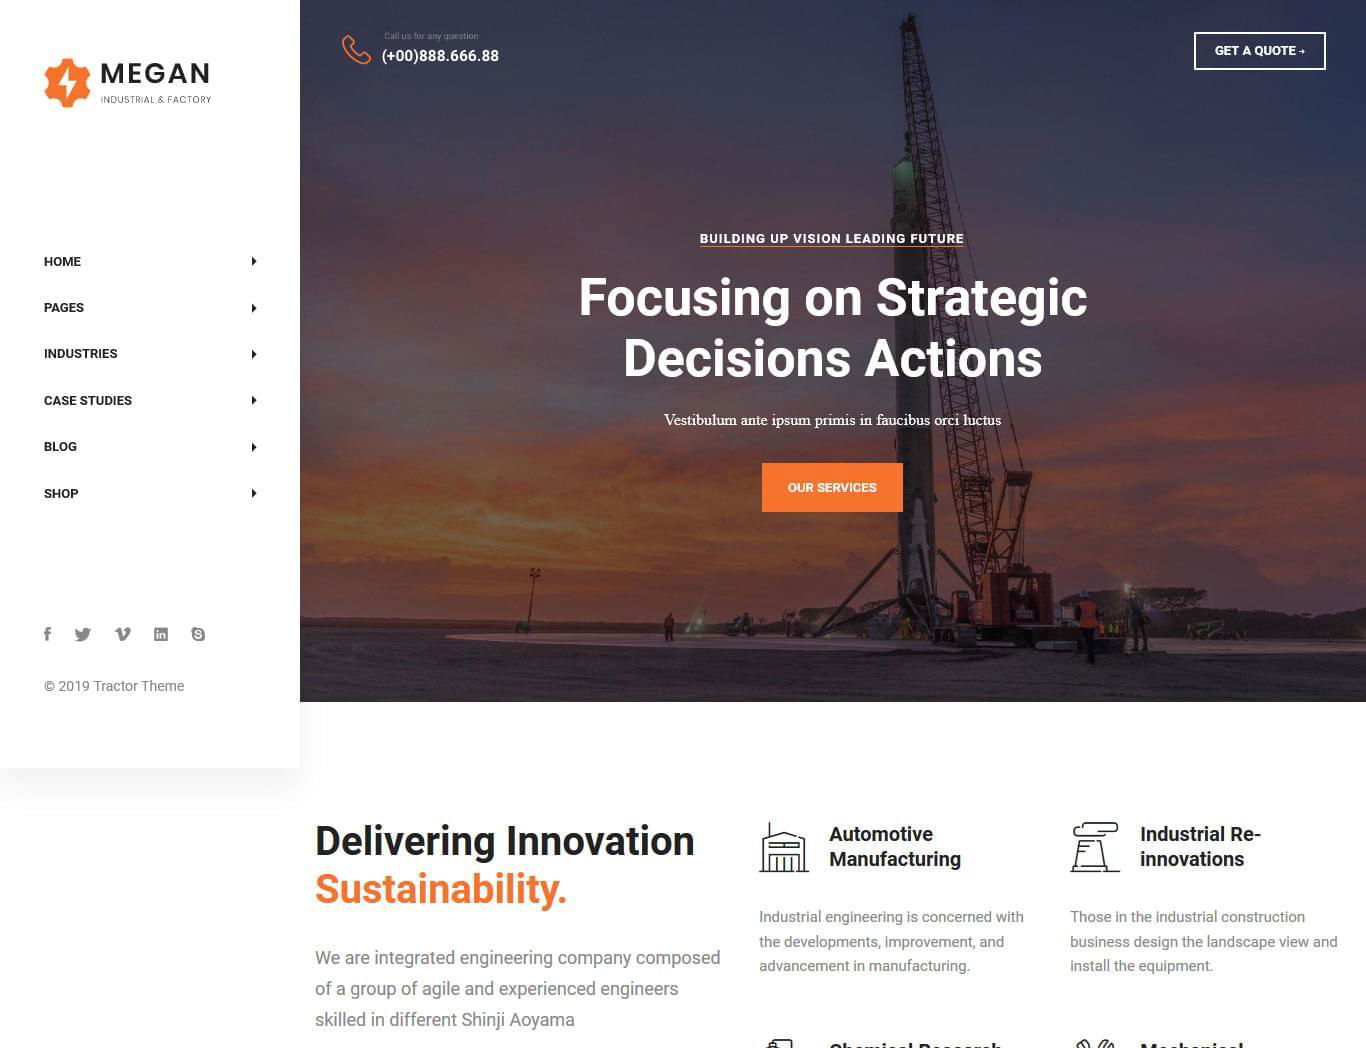 MEGAN
INDUSTRIAL & FACTORY
HOME
PAGES
INDUSTRIES
CASE STUDIES
BLOG
SHOP
© 2019 Tractor Theme
Call us for any question
(+00)888.666.88
GET A QUOTE
BUILDING UP VISION LEADING FUTURE
Focusing on Strategic
Decisions Actions
Vestibulum ante ipsum primis in faucibus orci luctus
OUR SERVICES
Delivering Innovation
Sustainability.
We are integrated engineering company composed
of a group of agile and experienced engineers
skilled in different Shinji Aoyama
Automotive
Manufacturing
Industrial engineering is concerned with
the developments, improvement, and
advancement in manufacturing.
Industrial Re-
innovations
Those in the industrial construction
business design the landscape view and
install the equipment.
Chemical Research
Mechanical